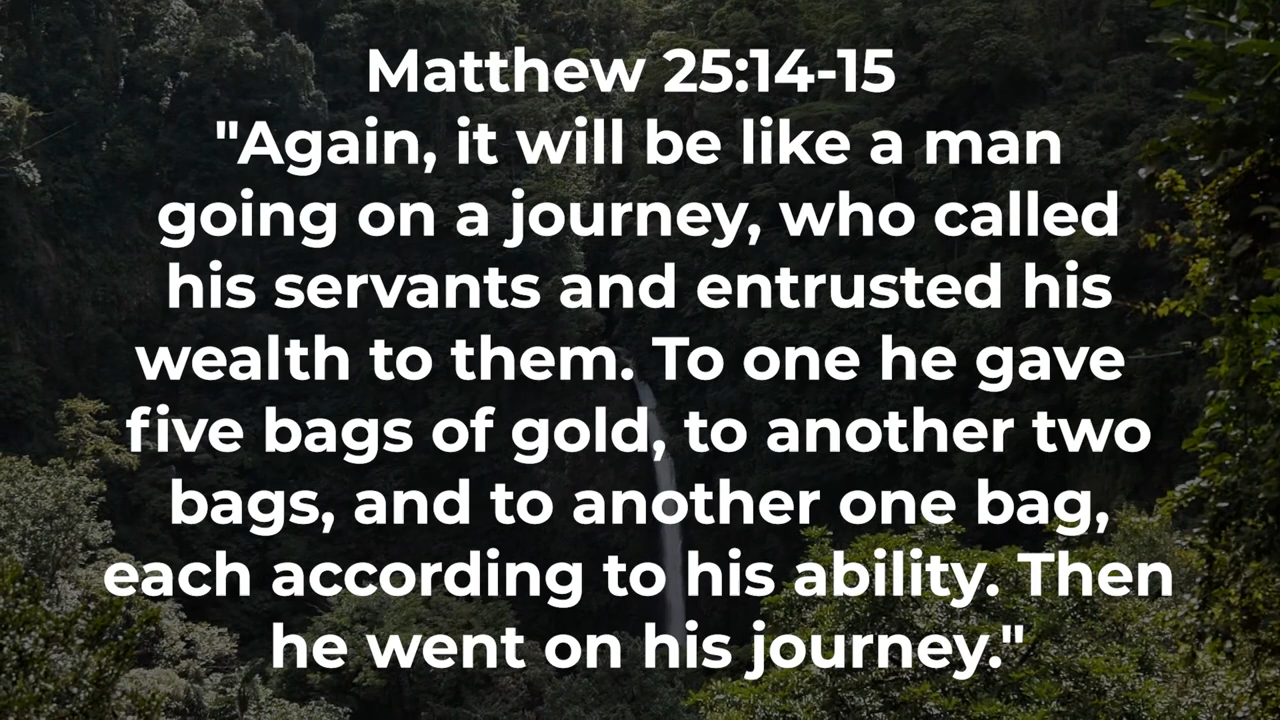 Matthew 25:14-15
"Again, it will be like a man
going on a journey, who called
his servants and entrusted his
wealth to them. To one he gave
five bags of gold, to another two
bags, and to another one bag,
each according to his ability. Then
he went on his journey."